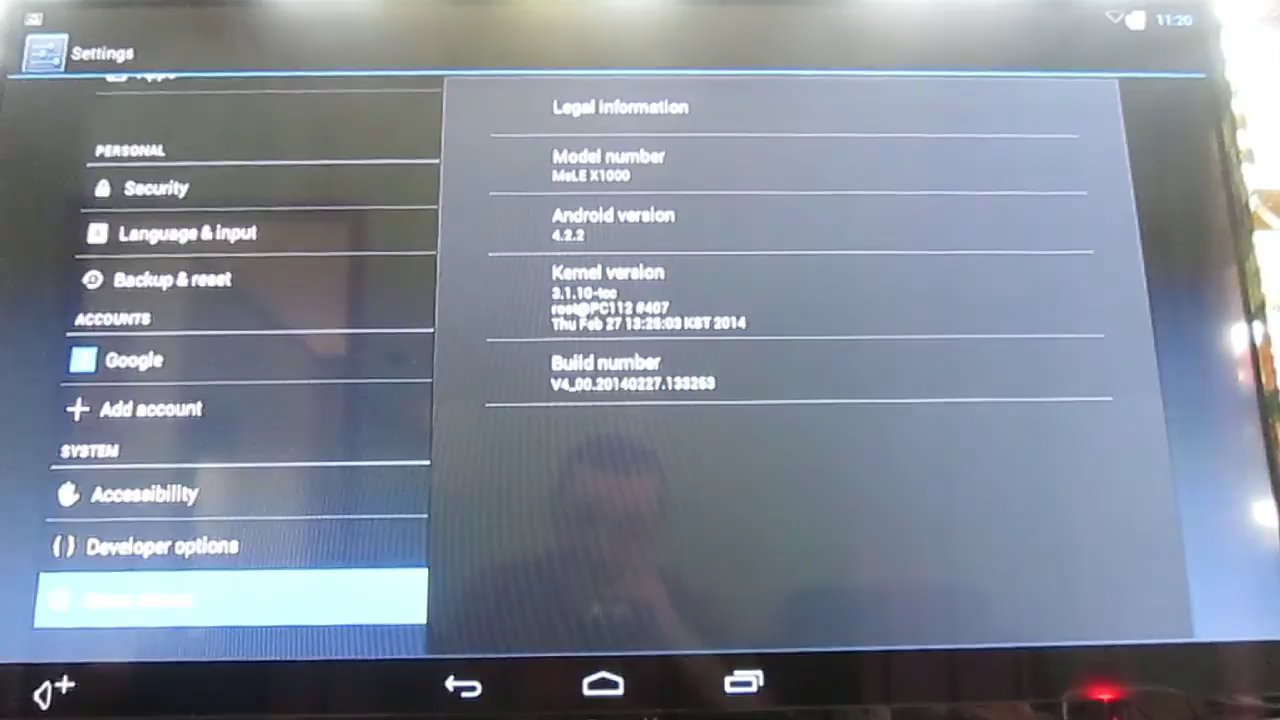 11:20
Settings
Apps
PERSONAL
Security
Language & input
Backup & reset
ACCOUNTS
Google
Add account
SYSTEM
Accessibility
{ } Developer options
Legal information
Model number
MeLE X1000
Android version
4.2.2
Kernel version
3.1.10-tcc
root@PC112 #407
Thu Feb 27 13:25:03 KST 2014
Build number
V4_00.20140227.133253